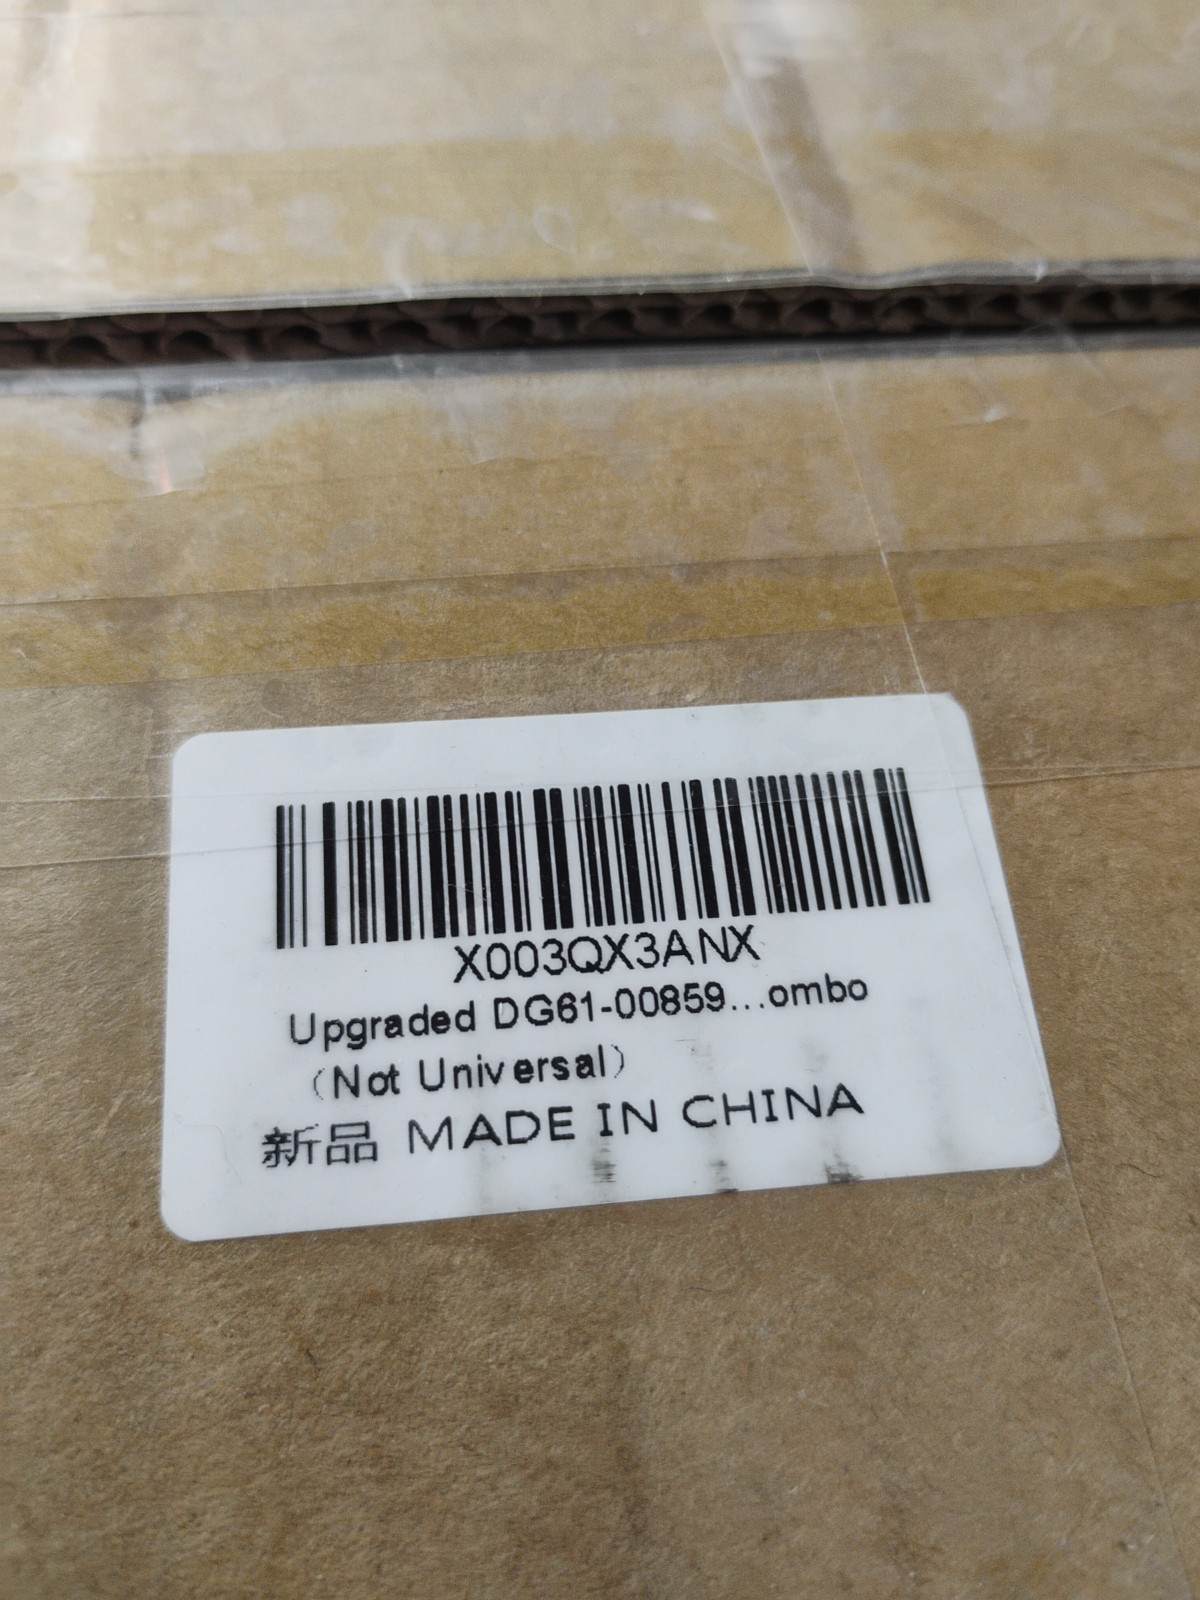 X003QX3ANX
Upgraded DG61-00859...ombo
（Not Universal）
新品 MADE IN CHINA